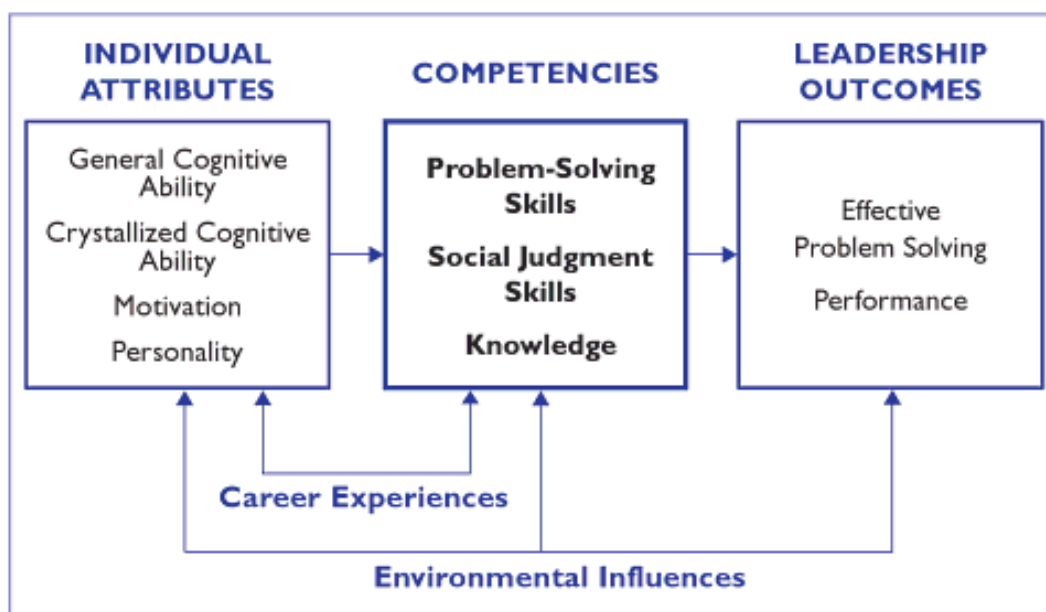 INDIVIDUAL
ATTRIBUTES
General Cognitive
Ability
Crystallized Cognitive
Ability
Motivation
Personality
COMPETENCIES
Problem-Solving
Skills
Social Judgment
Skills
Knowledge
LEADERSHIP
OUTCOMES
Effective
Problem Solving
Performance
Career Experiences
Environmental Influences